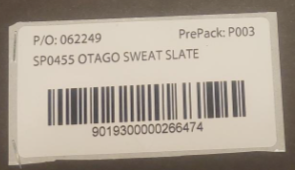 P/O: 062249 PrePack: P003
SP0455 OTAGO SWEAT SLATE
9019300000266474